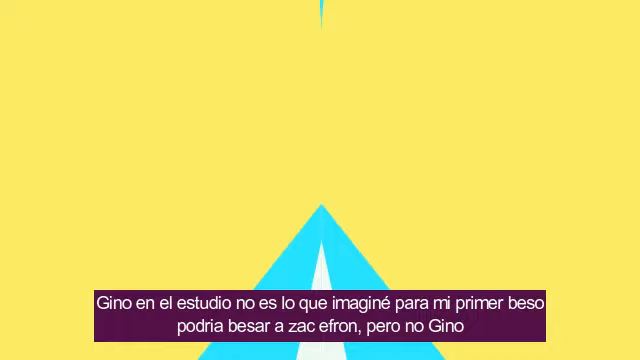 Gino en el estudio no es lo que imaginé para mi primer beso
podria besar a zac efron, pero no Gino